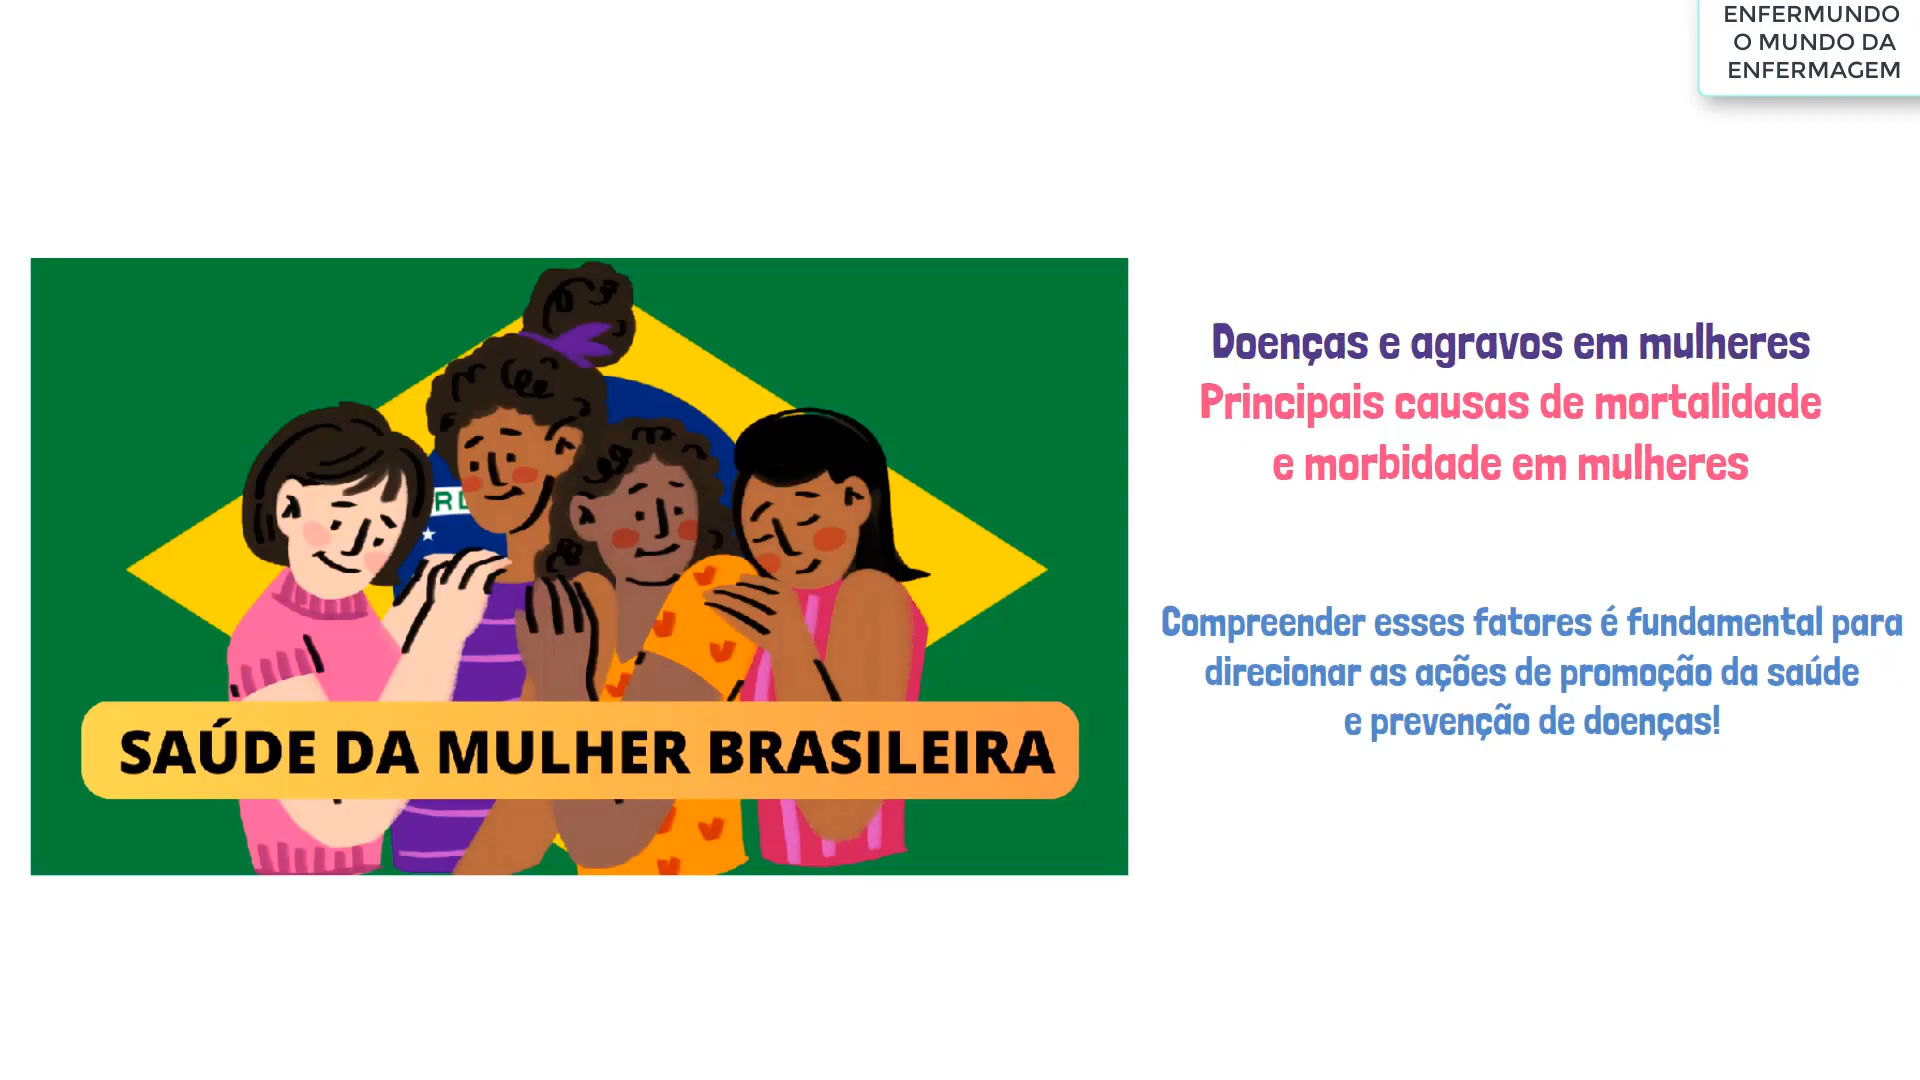 ENFERMUNDO
O MUNDO DA
ENFERMAGEM
Doenças e agravos em mulheres
Principais causas de mortalidade
e morbidade em mulheres
Compreender esses fatores é fundamental para
direcionar as ações de promoção da saúde
e prevenção de doenças!
SAÚDE DA MULHER BRASILEIRA